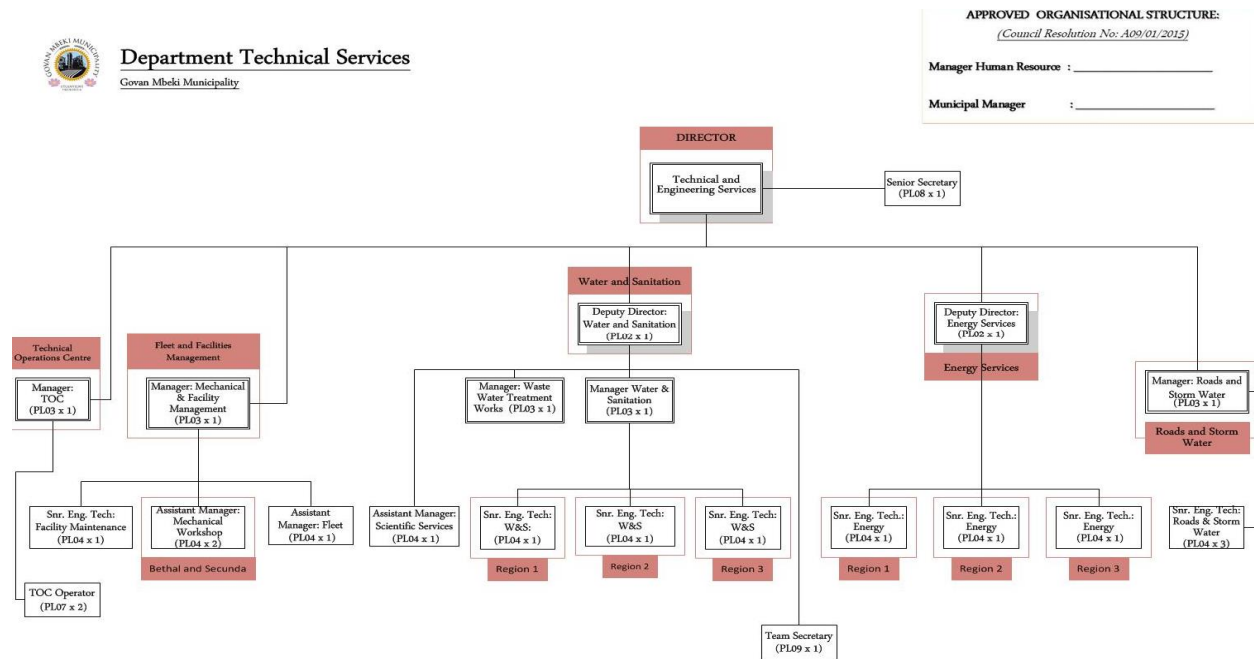 APPROVED ORGANISATIONAL STRUCTURE:
(Council Resolution No: A09/01/2015)
Manager Human Resource : ____________________
Municipal Manager : ____________________
GOVAN MBEKI MUNICIPALITY
Department Technical Services
Govan Mbeki Municipality
DIRECTOR
Technical and
Engineering Services
Senior Secretary
(PL08 x 1)
Water and Sanitation
Deputy Director:
Water and Sanitation
(PL02 x 1)
Deputy Director:
Energy Services
(PL02 x 1)
Energy Services
Technical
Operations Centre
Manager:
TOC
(PL03 x 1)
Fleet and Facilities
Management
Manager: Mechanical
& Facility
Management
(PL03 x 1)
Manager: Waste
Water Treatment
Works (PL03 x 1)
Manager Water &
Sanitation
(PL03 x 1)
Manager: Roads and
Storm Water
(PL03 x 1)
Roads and Storm
Water
Snr. Eng. Tech:
Facility Maintenance
(PL04 x 1)
Assistant Manager:
Mechanical
Workshop
(PL04 x 2)
Bethal and Secunda
Assistant
Manager: Fleet
(PL04 x 1)
Assistant Manager:
Scientific Services
(PL04 x 1)
Snr. Eng. Tech:
W&S:
(PL04 x 1)
Region 1
Snr. Eng. Tech:
W&S
(PL04 x 1)
Region 2
Snr. Eng. Tech:
W&S
(PL04 x 1)
Region 3
Snr. Eng. Tech.:
Energy
(PL04 x 1)
Region 1
Snr. Eng. Tech.:
Energy
(PL04 x 1)
Region 2
Snr. Eng. Tech.:
Energy
(PL04 x 1)
Region 3
Snr. Eng. Tech:
Roads & Storm
Water
(PL04 x 3)
TOC Operator
(PL07 x 2)
Team Secretary
(PL09 x 1)